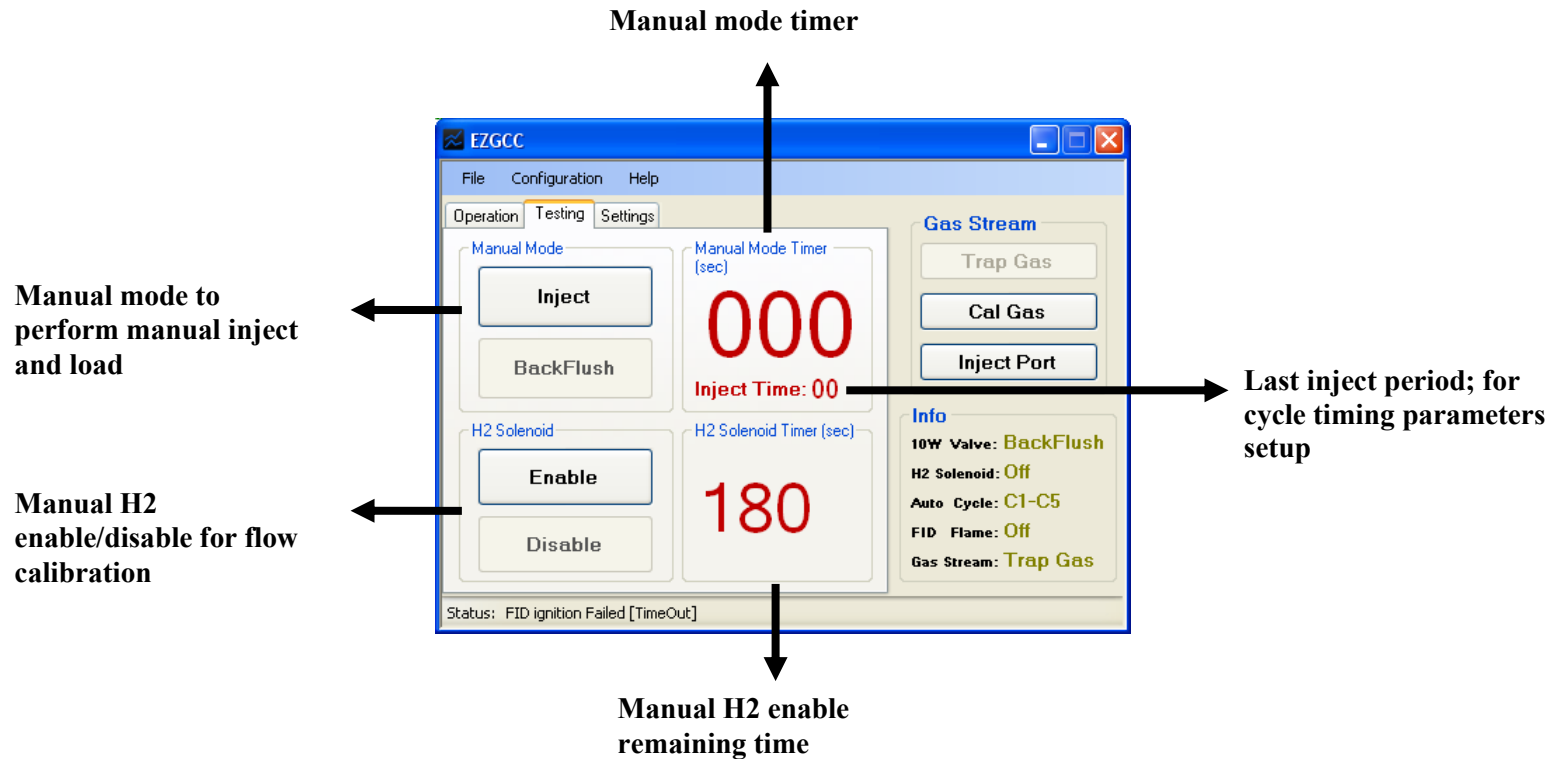 Manual mode timer
EZGCC
File Configuration Help
Operation Testing Settings
Manual Mode
Inject
BackFlush
Manual Mode Timer
(sec)
000
Inject Time: 00
H2 Solenoid
Enable
Disable
H2 Solenoid Timer (sec)
180
Gas Stream
Trap Gas
Cal Gas
Inject Port
Info
10W Valve: BackFlush
H2 Solenoid: Off
Auto Cycle: C1-C5
FID Flame: Off
Gas Stream: Trap Gas
Status: FID ignition Failed [TimeOut]
Manual mode to
perform manual inject
and load
Manual H2
enable/disable for flow
calibration
Last inject period; for
cycle timing parameters
setup
Manual H2 enable
remaining time